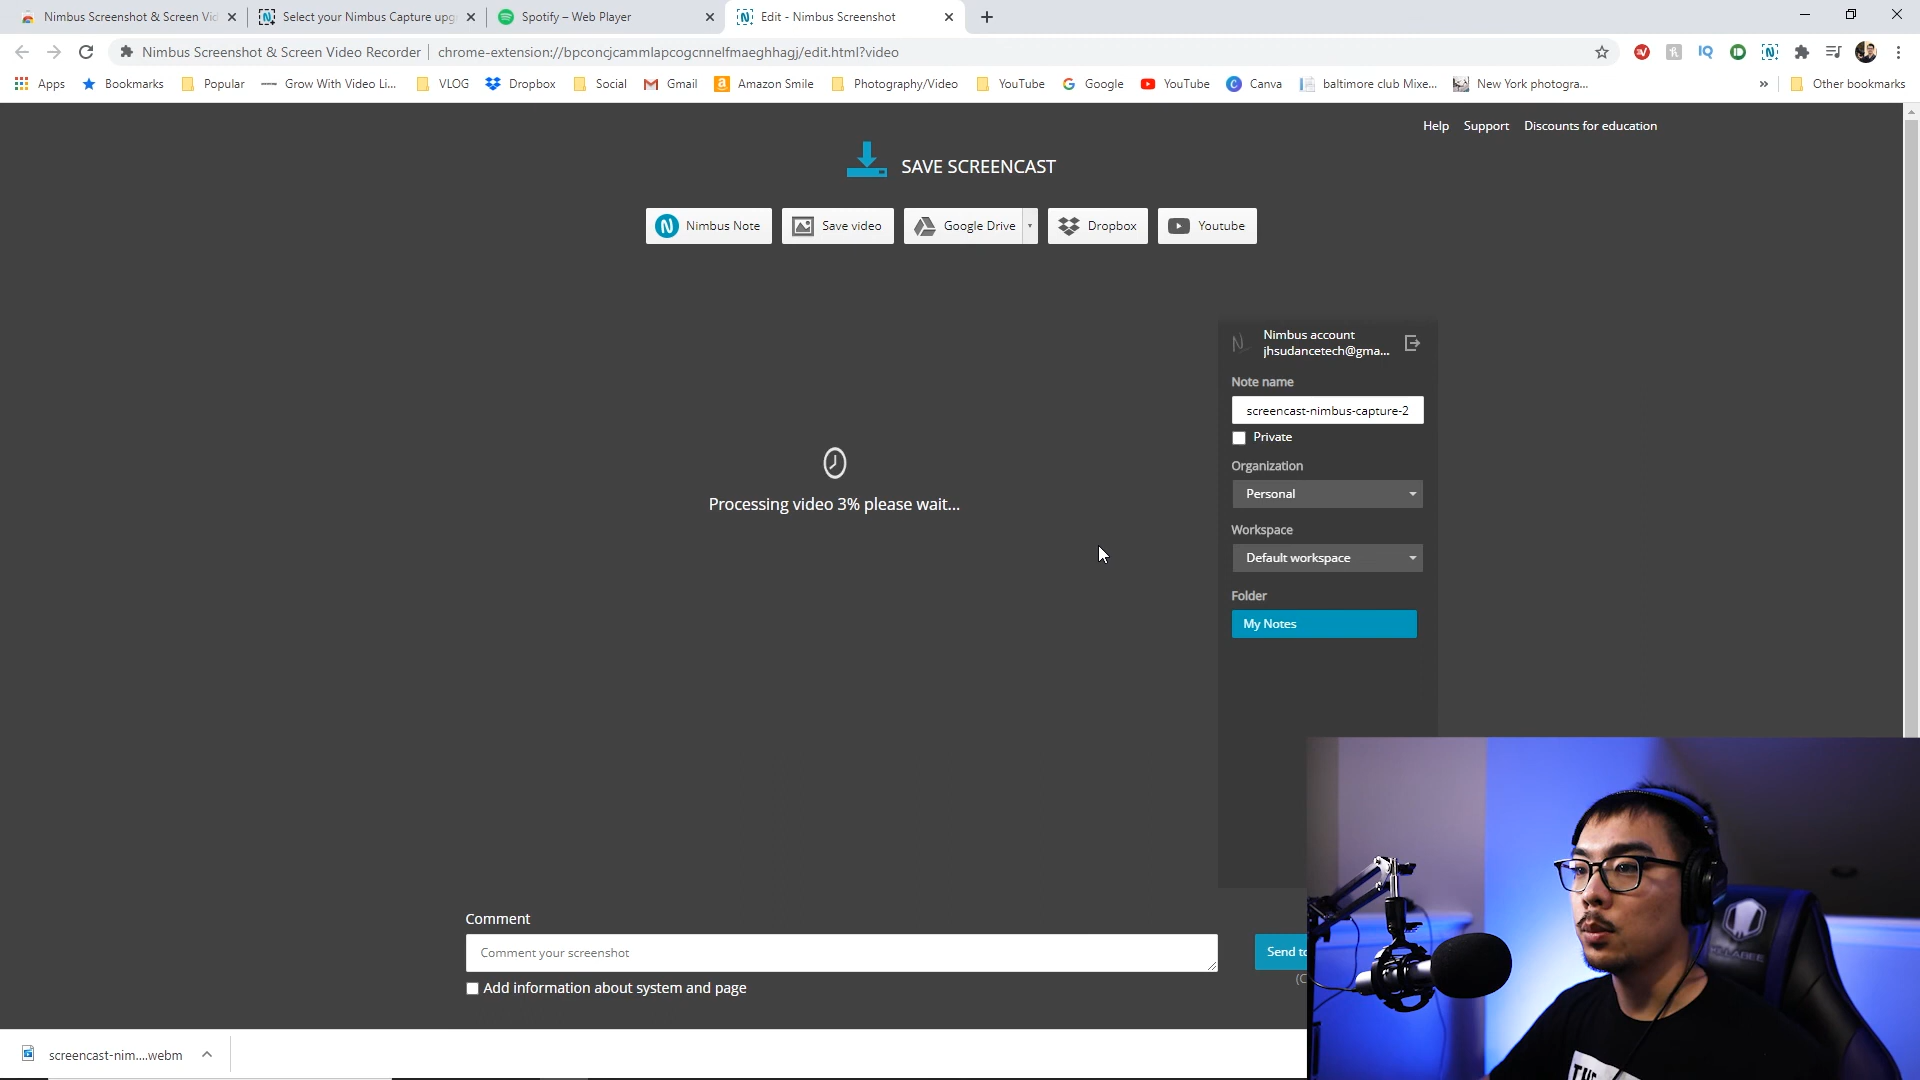 Nimbus Screenshot & Screen Vid
Select your Nimbus Capture upg
Spotify – Web Player
Edit - Nimbus Screenshot
Nimbus Screenshot & Screen Video Recorder
chrome-extension://bpconcjcammlapcogcnnelfmaeghhagj/edit.html?video
Apps
Bookmarks
Popular
Grow With Video Li...
VLOG
Dropbox
Social
Gmail
Amazon Smile
Photography/Video
YouTube
Google
YouTube
Canva
baltimore club Mixe...
New York photogra...
»
Other bookmarks
Help
Support
Discounts for education
SAVE SCREENCAST
Nimbus Note
Save video
Google Drive
Dropbox
Youtube
Nimbus account
jhsudancetech@gma...
Note name
screencast-nimbus-capture-2
Private
Organization
Personal
Workspace
Default workspace
Folder
My Notes
Processing video 3% please wait...
Comment
Comment your screenshot
Send to
Add information about system and page
screencast-nim....webm
THE